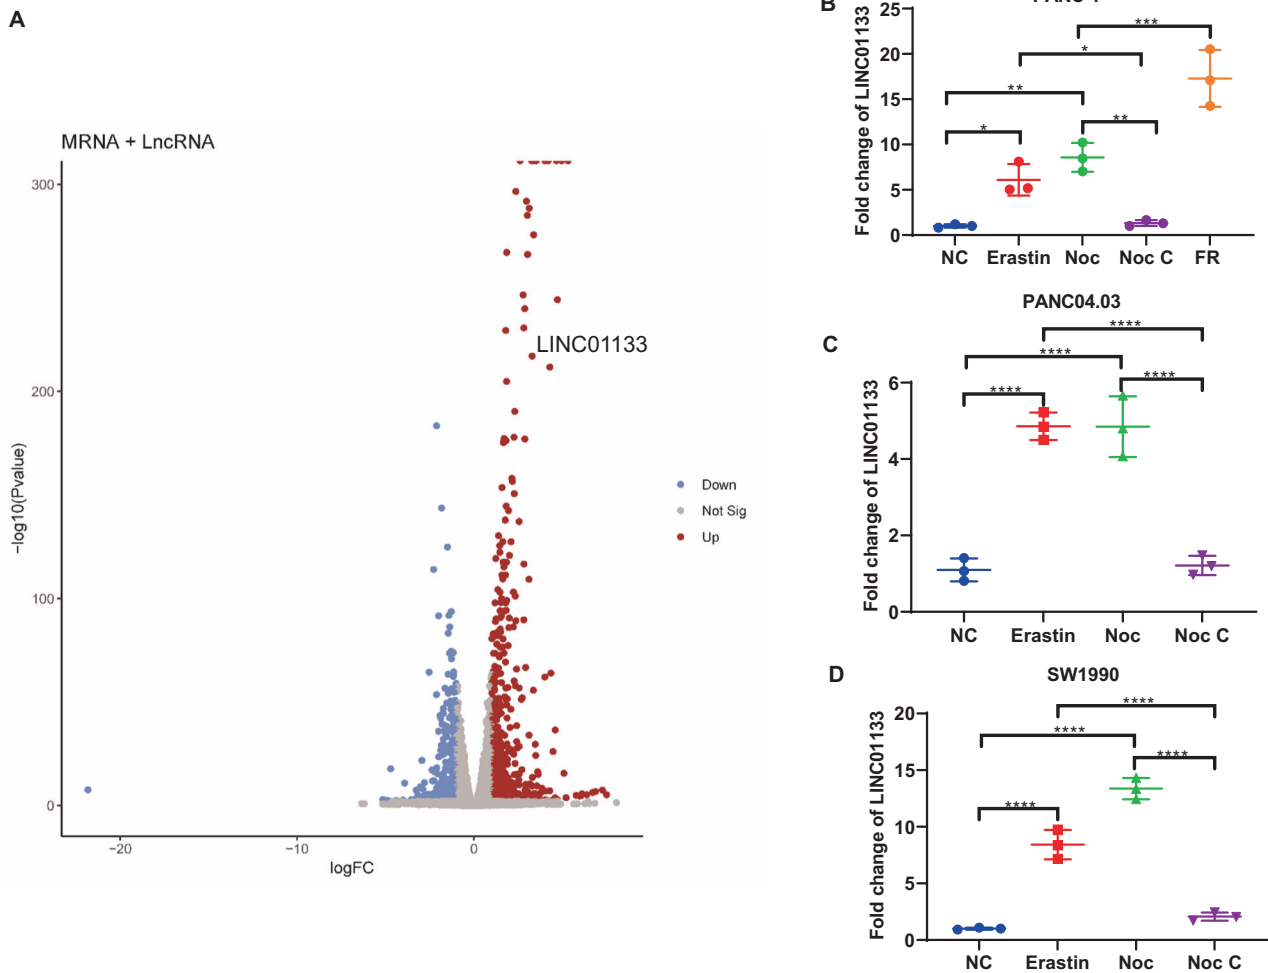 A
MRNA + LncRNA
300
200
100
0
−log10(Pvalue)
−20
−10
0
logFC
LINC01133
Down
Not Sig
Up
B
25
20
15
10
5
0
Fold change of LINC01133
***
*
**
**
*
NC
Erastin
Noc
Noc C
FR
C
PANC04.03
6
4
2
0
Fold change of LINC01133
****
****
****
****
NC
Erastin
Noc
Noc C
D
SW1990
20
15
10
5
0
Fold change of LINC01133
****
****
****
****
NC
Erastin
Noc
Noc C